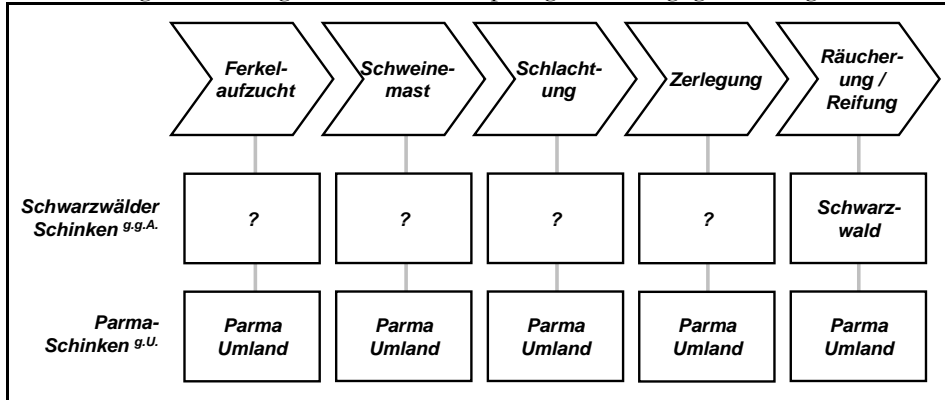 Ferkel-
aufzucht
Schweine-
mast
Schlacht-
ung
Zerlegung
Räucher-
ung /
Reifung
Schwarzwälder
Schinken g.g.A.
?
?
?
?
Schwarz-
wald
Parma-
Schinken g.U.
Parma
Umland
Parma
Umland
Parma
Umland
Parma
Umland
Parma
Umland